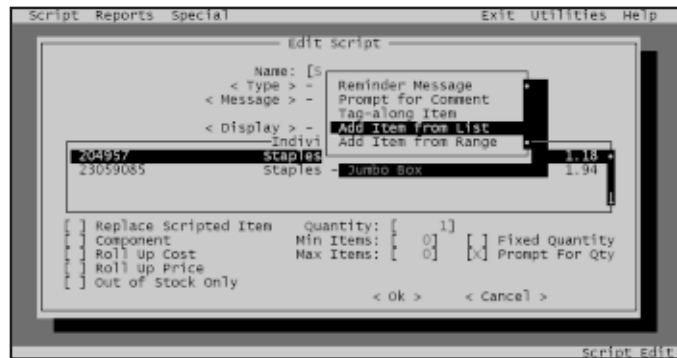 Script Reports Special Exit Utilities Help
Edit Script
Name: [S
< Type > -
< Message > -
< Display > -
Reminder Message
Prompt for Comment
Tag-along Item
Add Item from List
Add Item from Range
Indivi
204957 Staples 1.18
23059085 Staples - Jumbo Box 1.94
[ ] Replace Scripted Item Quantity: [ 1]
[ ] Component Min Items: [ 0] [ ] Fixed Quantity
[ ] Roll Up Cost Max Items: [ 0] [X] Prompt For Qty
[ ] Roll Up Price
[ ] Out of Stock Only
< Ok > < Cancel >
Script Edit